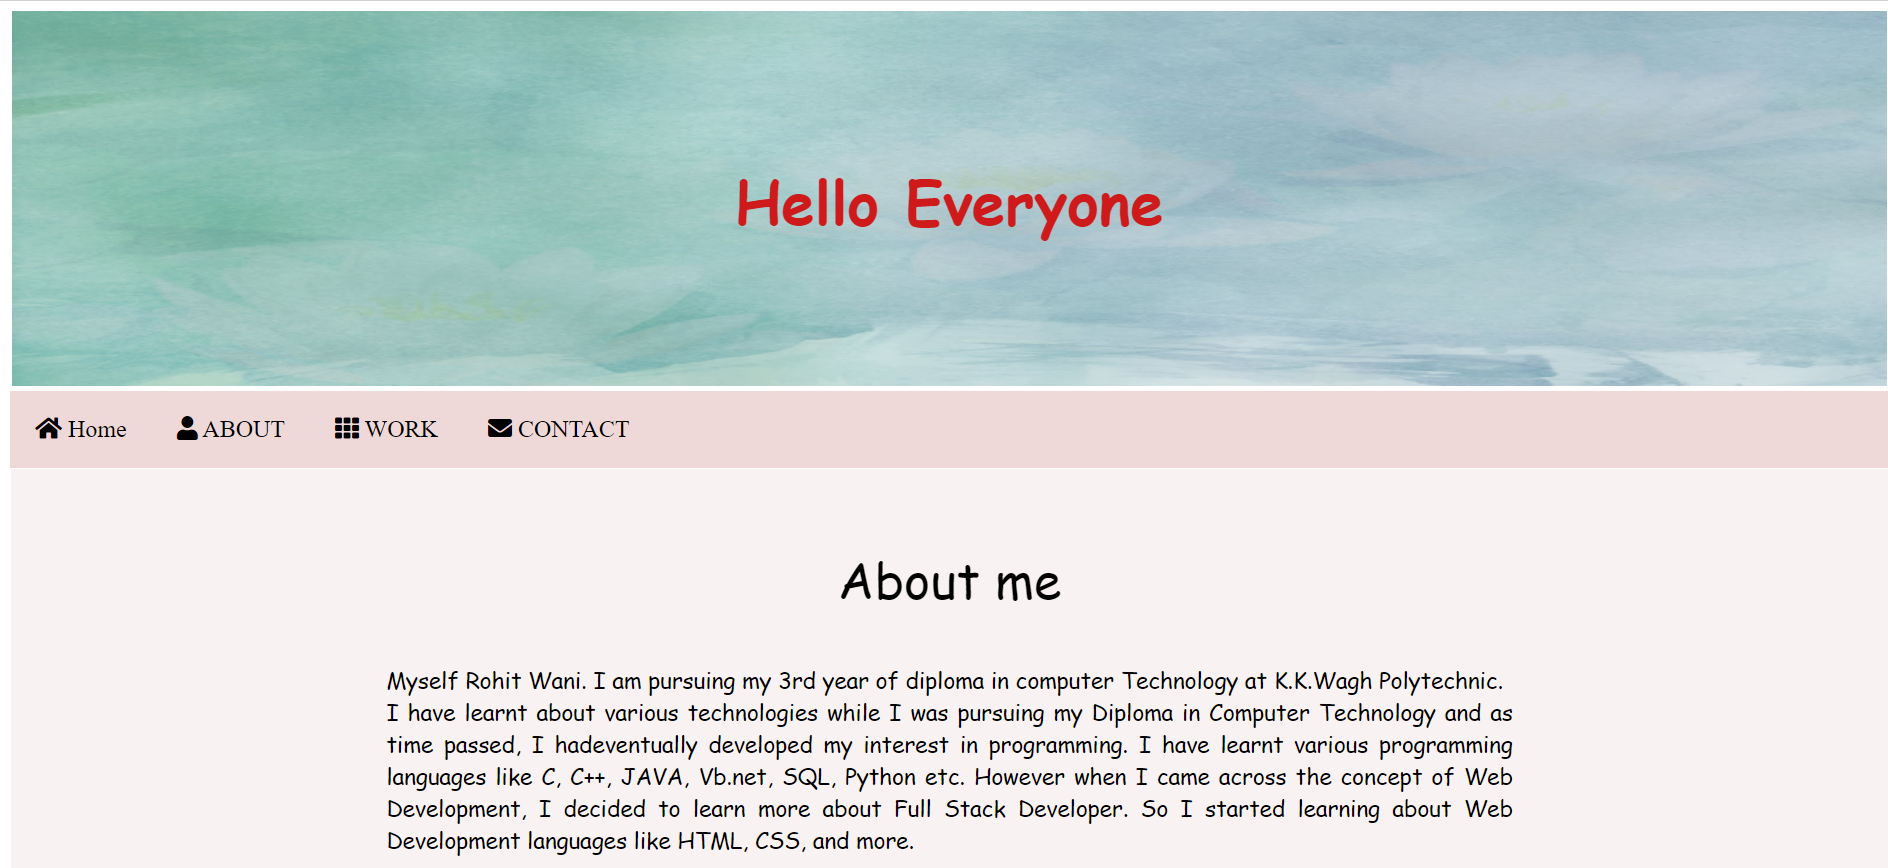 Hello Everyone
Home ABOUT WORK CONTACT
About me
Myself Rohit Wani. I am pursuing my 3rd year of diploma in computer Technology at K.K.Wagh Polytechnic.
I have learnt about various technologies while I was pursuing my Diploma in Computer Technology and as
time passed, I hadeventually developed my interest in programming. I have learnt various programming
languages like C, C++, JAVA, Vb.net, SQL, Python etc. However when I came across the concept of Web
Development, I decided to learn more about Full Stack Developer. So I started learning about Web
Development languages like HTML, CSS, and more.